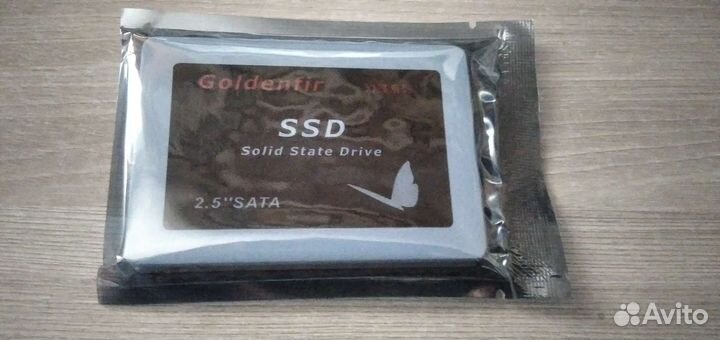 Goldenfir
SSD
Solid State Drive
2.5"SATA
Avito